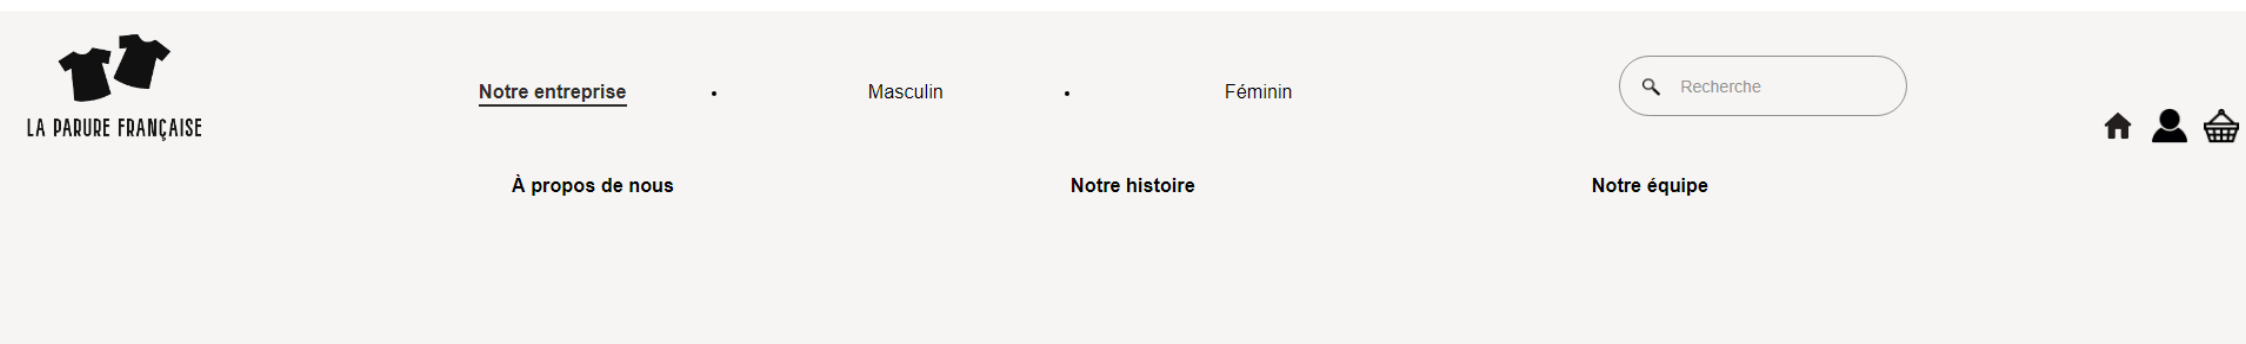 LA PARURE FRANÇAISE
Notre entreprise • Masculin • Féminin
Recherche
À propos de nous Notre histoire Notre équipe